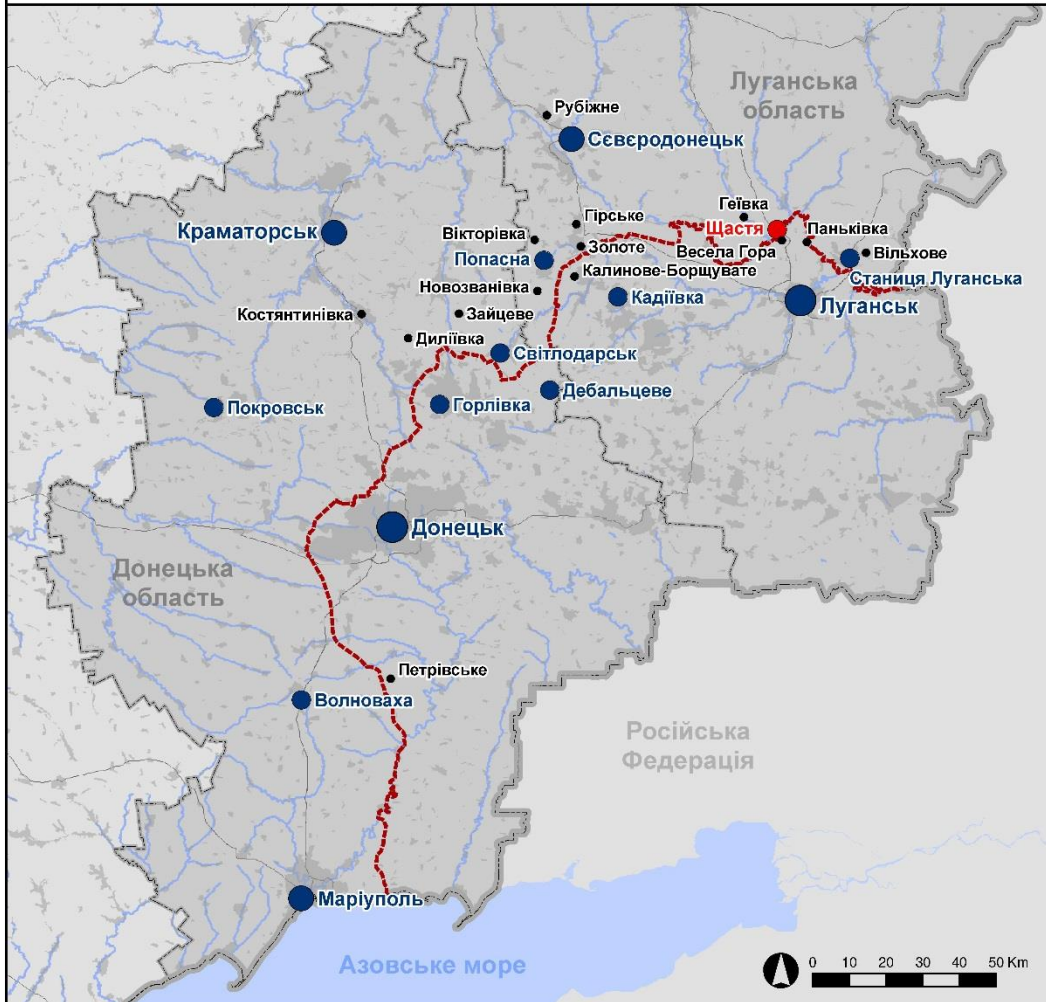 Луганська
область
Рубіжне
Сєвєродонецьк
Геївка
Гірське
Щастя
Паньківка
Краматорськ
Вікторівка
Золоте
Весела Гора
Вільхове
Попасна
Калинове-Борщувате
Станиця Луганська
Новозванівка
Кадіївка
Луганськ
Костянтинівка
Зайцеве
Диліївка
Світлодарськ
Дебальцеве
Покровськ
Горлівка
Донецьк
Донецька
область
Петрівське
Волноваха
Російська
Федерація
Маріуполь
Азовське море
0 10 20 30 40 50 Km